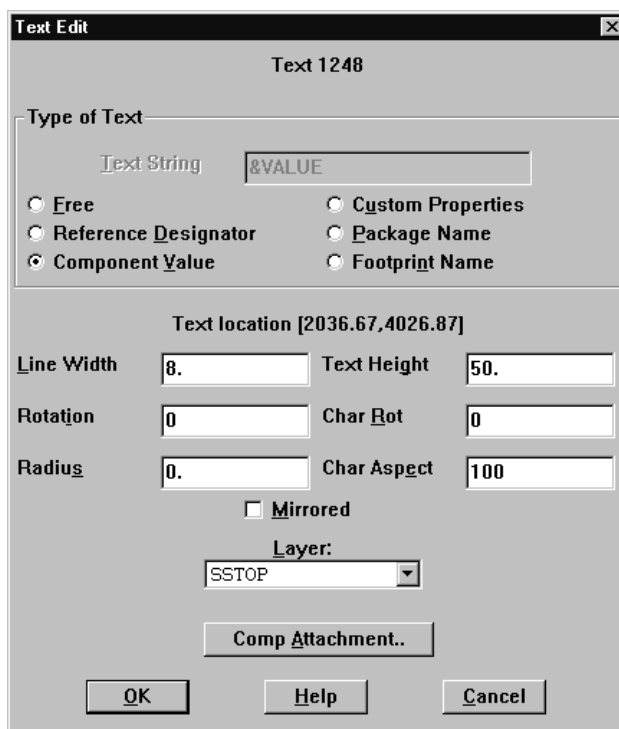 Text Edit
Text 1248
Type of Text
Text String &VALUE
Free Custom Properties
Reference Designator Package Name
Component Value Footprint Name
Text location [2036.67,4026.87]
Line Width 8. Text Height 50.
Rotation 0 Char Rot 0
Radius 0. Char Aspect 100
Mirrored
Layer:
SSTOP
Comp Attachment..
OK Help Cancel